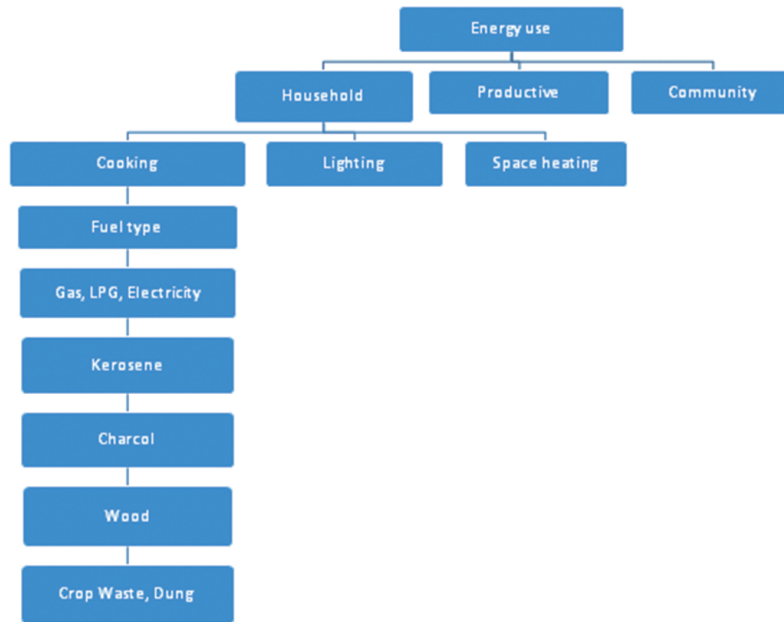 Energy use
Household
Productive
Community
Cooking
Lighting
Space heating
Fuel type
Gas, LPG, Electricity
Kerosene
Charcol
Wood
Crop Waste, Dung